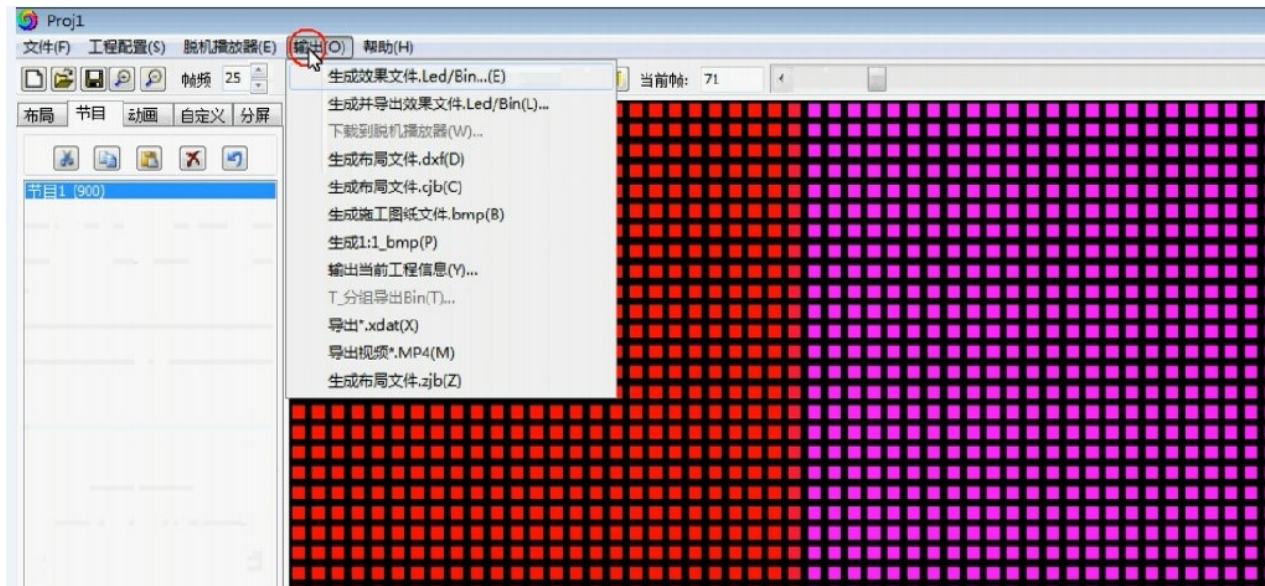 Proj1
文件(F) 工程配置(S) 脱机播放器(E) 输出(O) 帮助(H)
帧频 25 当前帧: 71
布局 节目 动画 自定义 分屏
节目1 (900)
生成效果文件.Led/Bin...(E)
生成并导出效果文件.Led/Bin(L)...
下载到脱机播放器(W)...
生成布局文件.dxf(D)
生成布局文件.cjb(C)
生成施工图纸文件.bmp(B)
生成1:1_bmp(P)
输出当前工程信息(Y)...
T_分组导出Bin(T)...
导出*.xdat(X)
导出视频*.MP4(M)
生成布局文件.zjb(Z)